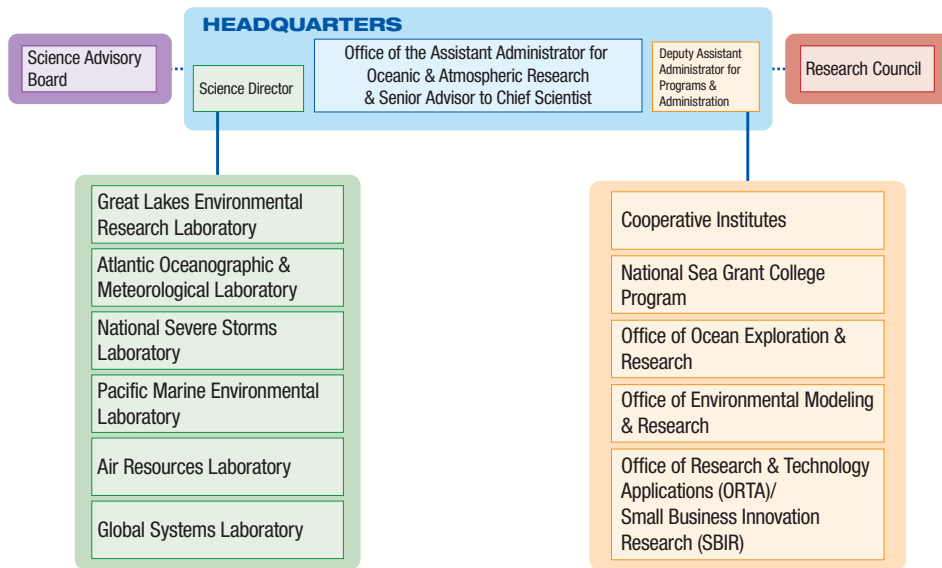 HEADQUARTERS
Science Advisory
Board
Science Director
Office of the Assistant Administrator for
Oceanic & Atmospheric Research
& Senior Advisor to Chief Scientist
Deputy Assistant
Administrator for
Programs &
Administration
Research Council
Great Lakes Environmental
Research Laboratory
Atlantic Oceanographic &
Meteorological Laboratory
National Severe Storms
Laboratory
Pacific Marine Environmental
Laboratory
Air Resources Laboratory
Global Systems Laboratory
Cooperative Institutes
National Sea Grant College
Program
Office of Ocean Exploration &
Research
Office of Environmental Modeling
& Research
Office of Research & Technology
Applications (ORTA)/
Small Business Innovation
Research (SBIR)